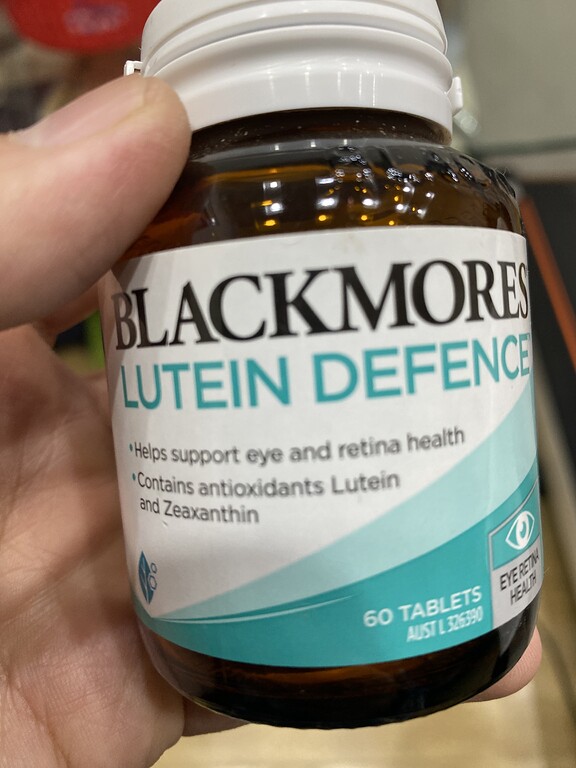 BLACKMORES
LUTEIN DEFENCE
•Helps support eye and retina health
•Contains antioxidants Lutein
and Zeaxanthin
60 TABLETS
AUST L 326390
EYE RETINA
HEALTH